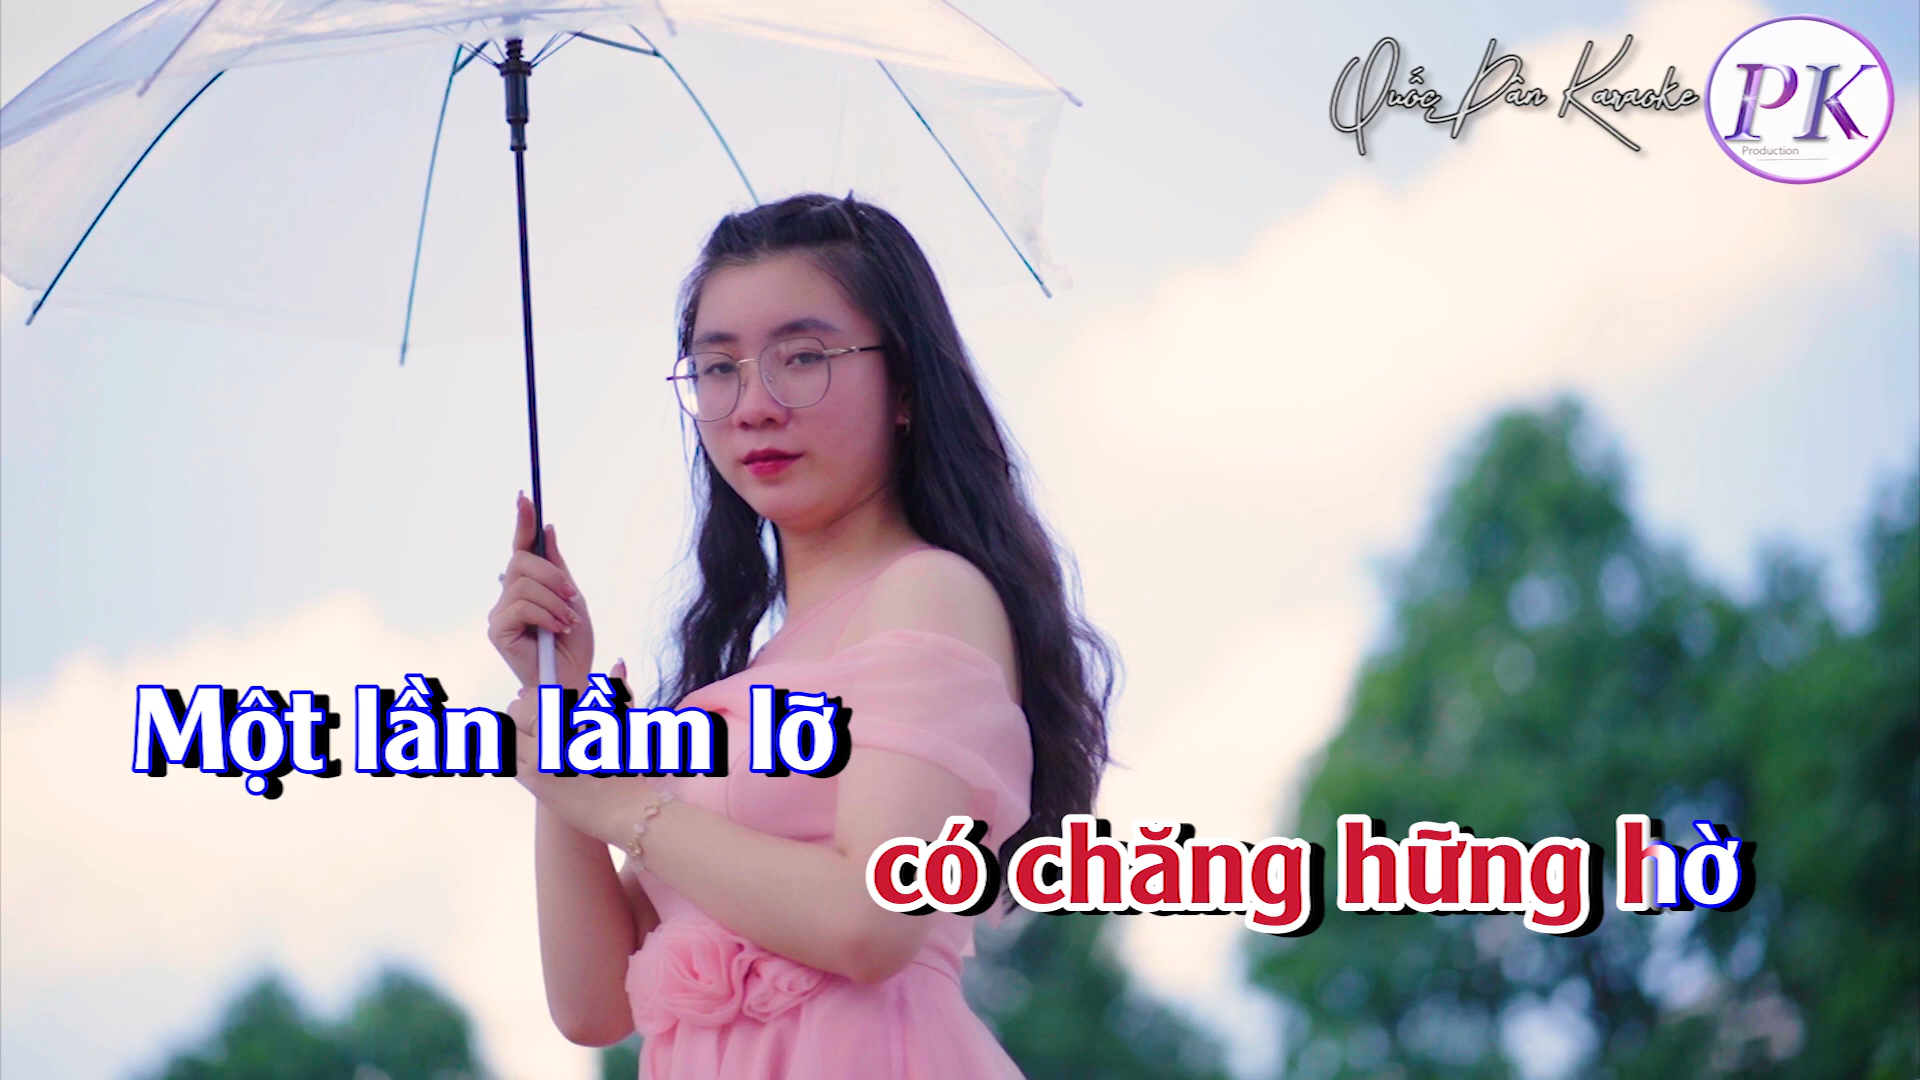 Quốc Dân Karaoke
PK
Production
Một lần lầm lỡ
có chăng hững hờ